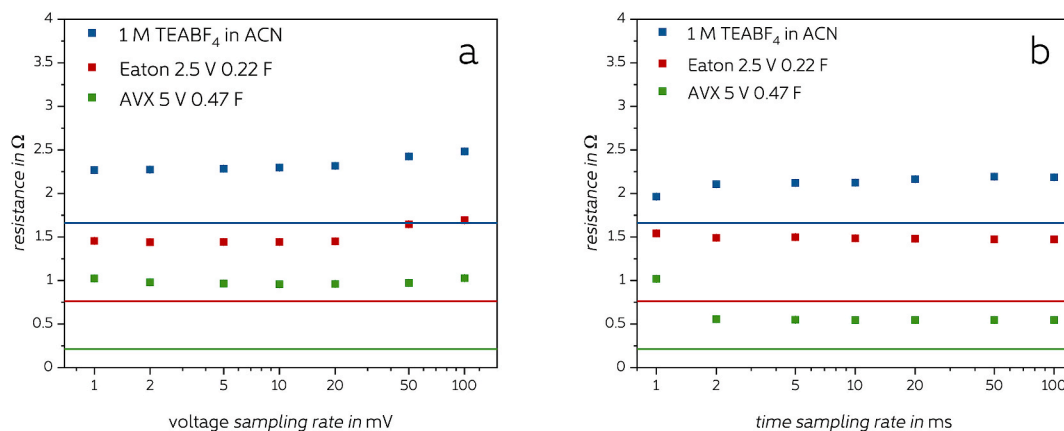 a
1 M TEABF₄ in ACN
Eaton 2.5 V 0.22 F
AVX 5 V 0.47 F
resistance in Ω
4
3.5
3
2.5
2
1.5
1
0.5
0
1 2 5 10 20 50 100
voltage sampling rate in mV
b
1 M TEABF₄ in ACN
Eaton 2.5 V 0.22 F
AVX 5 V 0.47 F
resistance in Ω
4
3.5
3
2.5
2
1.5
1
0.5
0
1 2 5 10 20 50 100
time sampling rate in ms